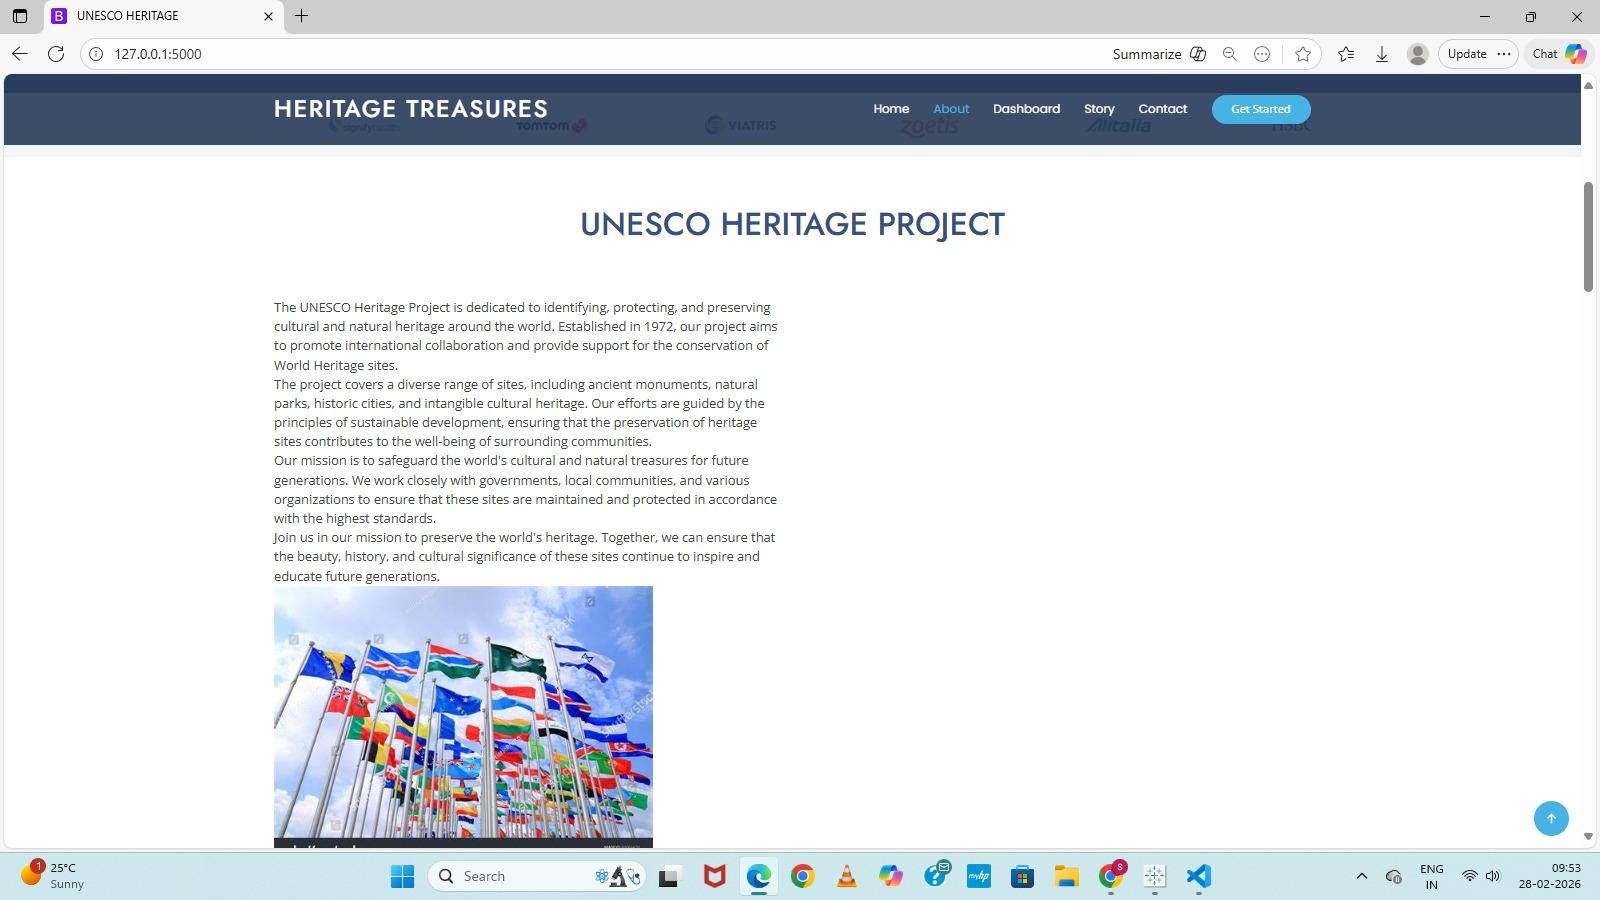 UNESCO HERITAGE
127.0.0.1:5000
Summarize
Update
Chat
HERITAGE TREASURES
Home
About
Dashboard
Story
Contact
Get Started
signifyhealth
TOMTOM
VIATRIS
zoetis
Alitalia
HSBC
UNESCO HERITAGE PROJECT
The UNESCO Heritage Project is dedicated to identifying, protecting, and preserving
cultural and natural heritage around the world. Established in 1972, our project aims
to promote international collaboration and provide support for the conservation of
World Heritage sites.
The project covers a diverse range of sites, including ancient monuments, natural
parks, historic cities, and intangible cultural heritage. Our efforts are guided by the
principles of sustainable development, ensuring that the preservation of heritage
sites contributes to the well-being of surrounding communities.
Our mission is to safeguard the world's cultural and natural treasures for future
generations. We work closely with governments, local communities, and various
organizations to ensure that these sites are maintained and protected in accordance
with the highest standards.
Join us in our mission to preserve the world's heritage. Together, we can ensure that
the beauty, history, and cultural significance of these sites continue to inspire and
educate future generations.
1
25°C
Sunny
Search
myhp
S
ENG
IN
09:53
28-02-2026